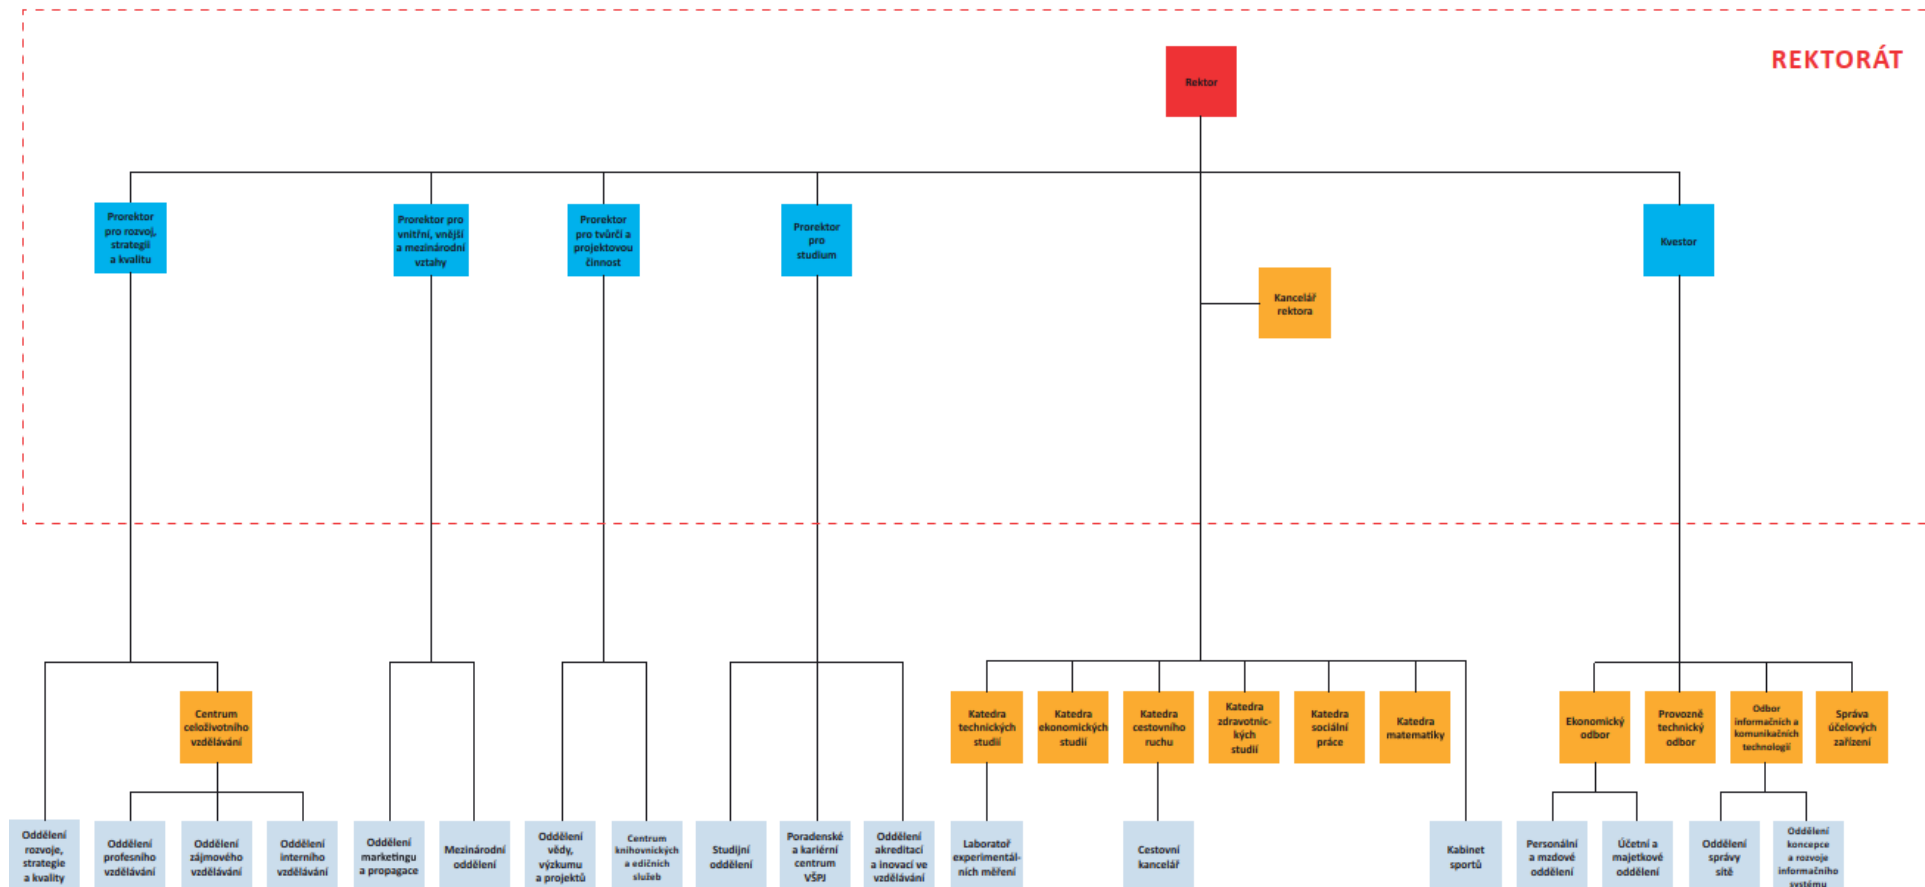 REKTORÁT
Rektor
Prorektor
pro rozvoj,
strategii
a kvalitu
Prorektor pro
vnitřní, vnější
a mezinárodní
vztahy
Prorektor
pro tvůrčí a
projektovou
činnost
Prorektor
pro
studium
Kvestor
Kancelář
rektora
Centrum
celoživotního
vzdělávání
Katedra
technických
studií
Katedra
ekonomických
studií
Katedra
cestovního
ruchu
Katedra
zdravotnic-
kých
studií
Katedra
sociální
práce
Katedra
matematiky
Ekonomický
odbor
Provozně
technický
odbor
Odbor
informačních a
komunikačních
technologií
Správa
účelových
zařízení
Oddělení
rozvoje,
strategie
a kvality
Oddělení
profesního
vzdělávání
Oddělení
zájmového
vzdělávání
Oddělení
interního
vzdělávání
Oddělení
marketingu
a propagace
Mezinárodní
oddělení
Oddělení
vědy,
výzkumu
a projektů
Centrum
knihovnických
a edičních
služeb
Studijní
oddělení
Poradenské
a kariérní
centrum
VŠPJ
Oddělení
akreditací
a inovací ve
vzdělávání
Laboratoř
experimentál-
ních měření
Cestovní
kancelář
Kabinet
sportů
Personální
a mzdové
oddělení
Účetní a
majetkové
oddělení
Oddělení
správy
sítě
Oddělení
koncepce
a rozvoje
informačního
systému